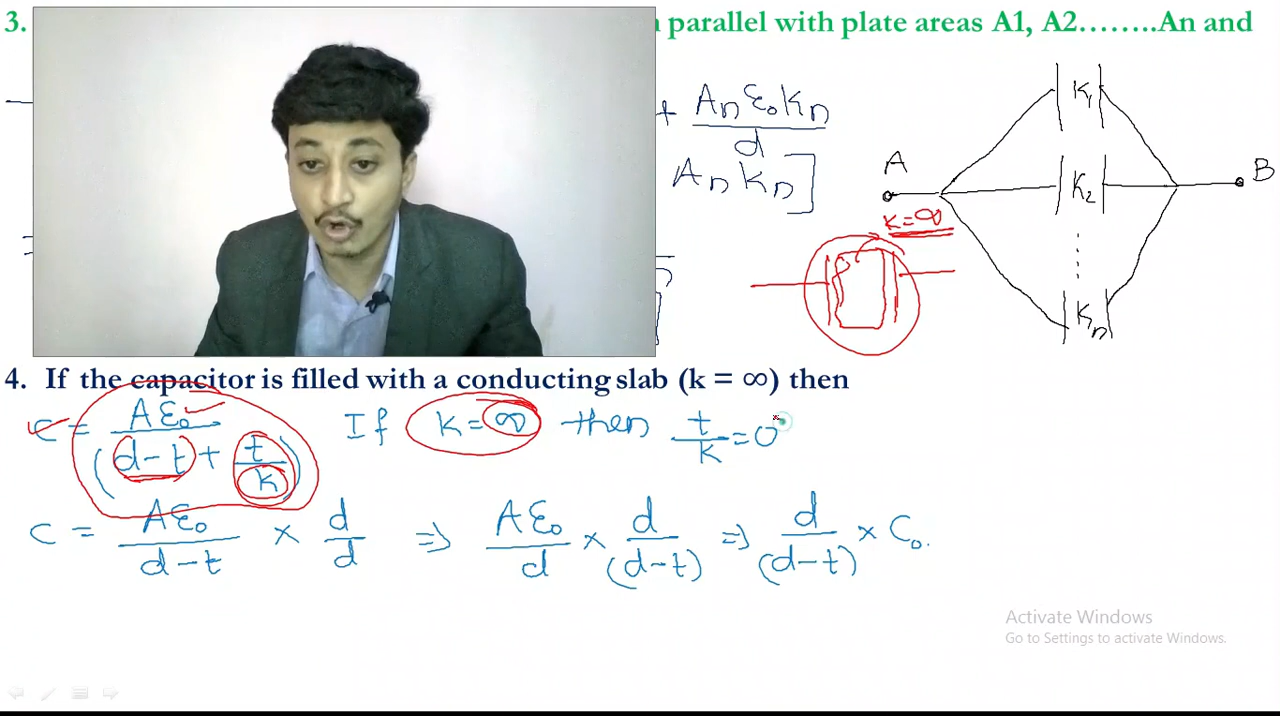 3. parallel with plate areas A1, A2……..An and
+ Anε₀Kn / d
An Kn]
A
B
K₁
K₂
Kn
K=∞
4. If the capacitor is filled with a conducting slab (k = ∞) then
C = Aε₀ / ((d-t) + t/k) If k=∞ then t/k = 0
C = Aε₀ / d-t × d/d ⇒ Aε₀ / d × d / (d-t) ⇒ d / (d-t) × C₀.
Activate Windows
Go to Settings to activate Windows.